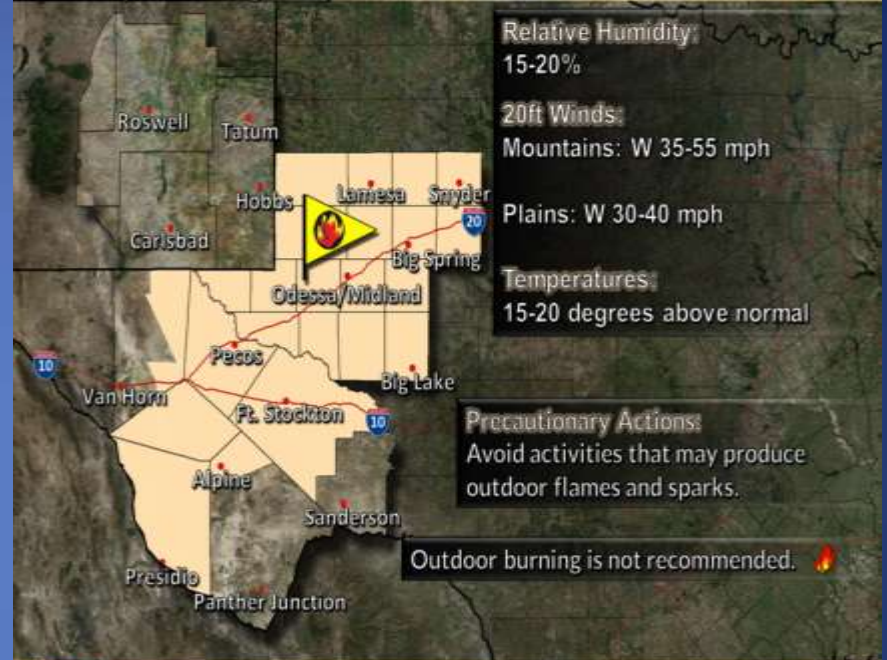 Relative Humidity:
15-20%
20ft Winds:
Mountains: W 35-55 mph
Plains: W 30-40 mph
Temperatures:
15-20 degrees above normal
Roswell
Tatum
Hobbs
Lamesa
Snyder
20
Carlsbad
Big Spring
Odessa/Midland
Pecos
10
Van Horn
Big Lake
Ft. Stockton
10
Precautionary Actions:
Avoid activities that may produce
outdoor flames and sparks.
Alpine
Sanderson
Outdoor burning is not recommended.
Presidio
Panther Junction